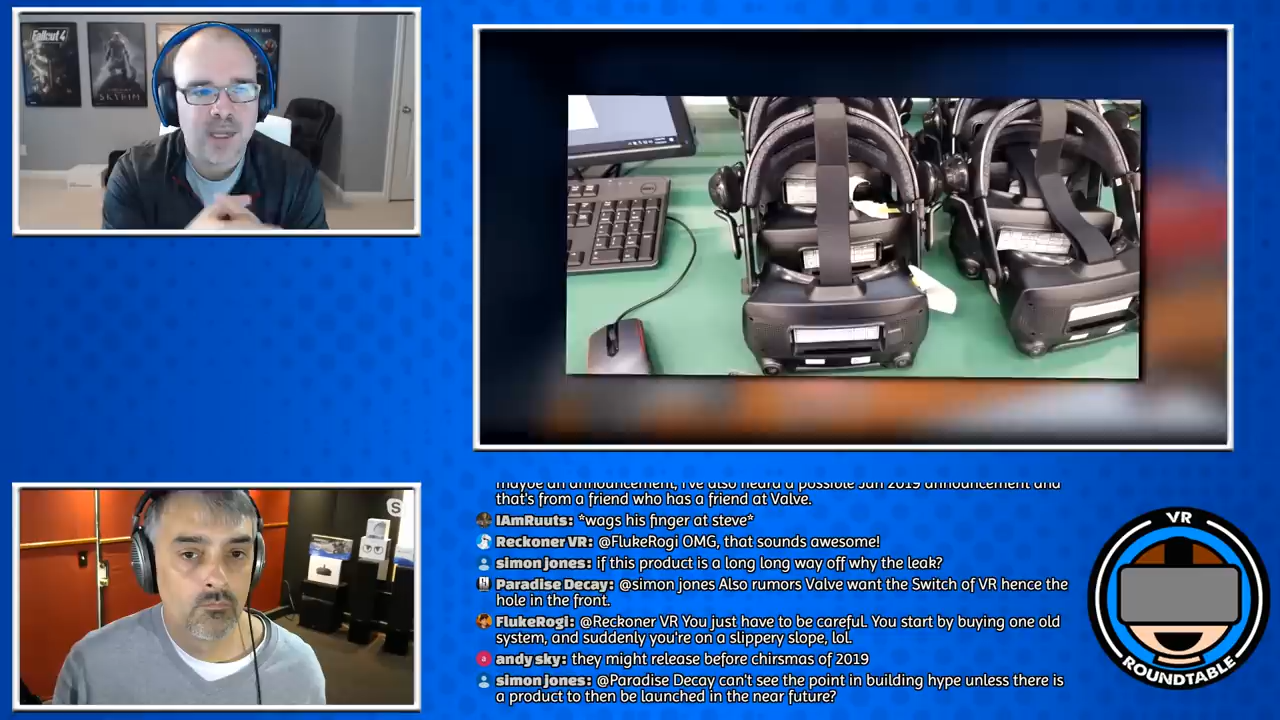 Fallout 4
SKYRIM
DELL
S
maybe an announcement, I've also heard a possible Jan 2019 announcement and
that's from a friend who has a friend at Valve.
IAmRuuts: *wags his finger at steve*
Reckoner VR: @FlukeRogi OMG, that sounds awesome!
simon jones: if this product is a long long way off why the leak?
Paradise Decay: @simon jones Also rumors Valve want the Switch of VR hence the
hole in the front.
FlukeRogi: @Reckoner VR You just have to be careful. You start by buying one old
system, and suddenly you're on a slippery slope, lol.
a
andy sky: they might release before chirsmas of 2019
simon jones: @Paradise Decay can't see the point in building hype unless there is
a product to then be launched in the near future?
VR
ROUNDTABLE